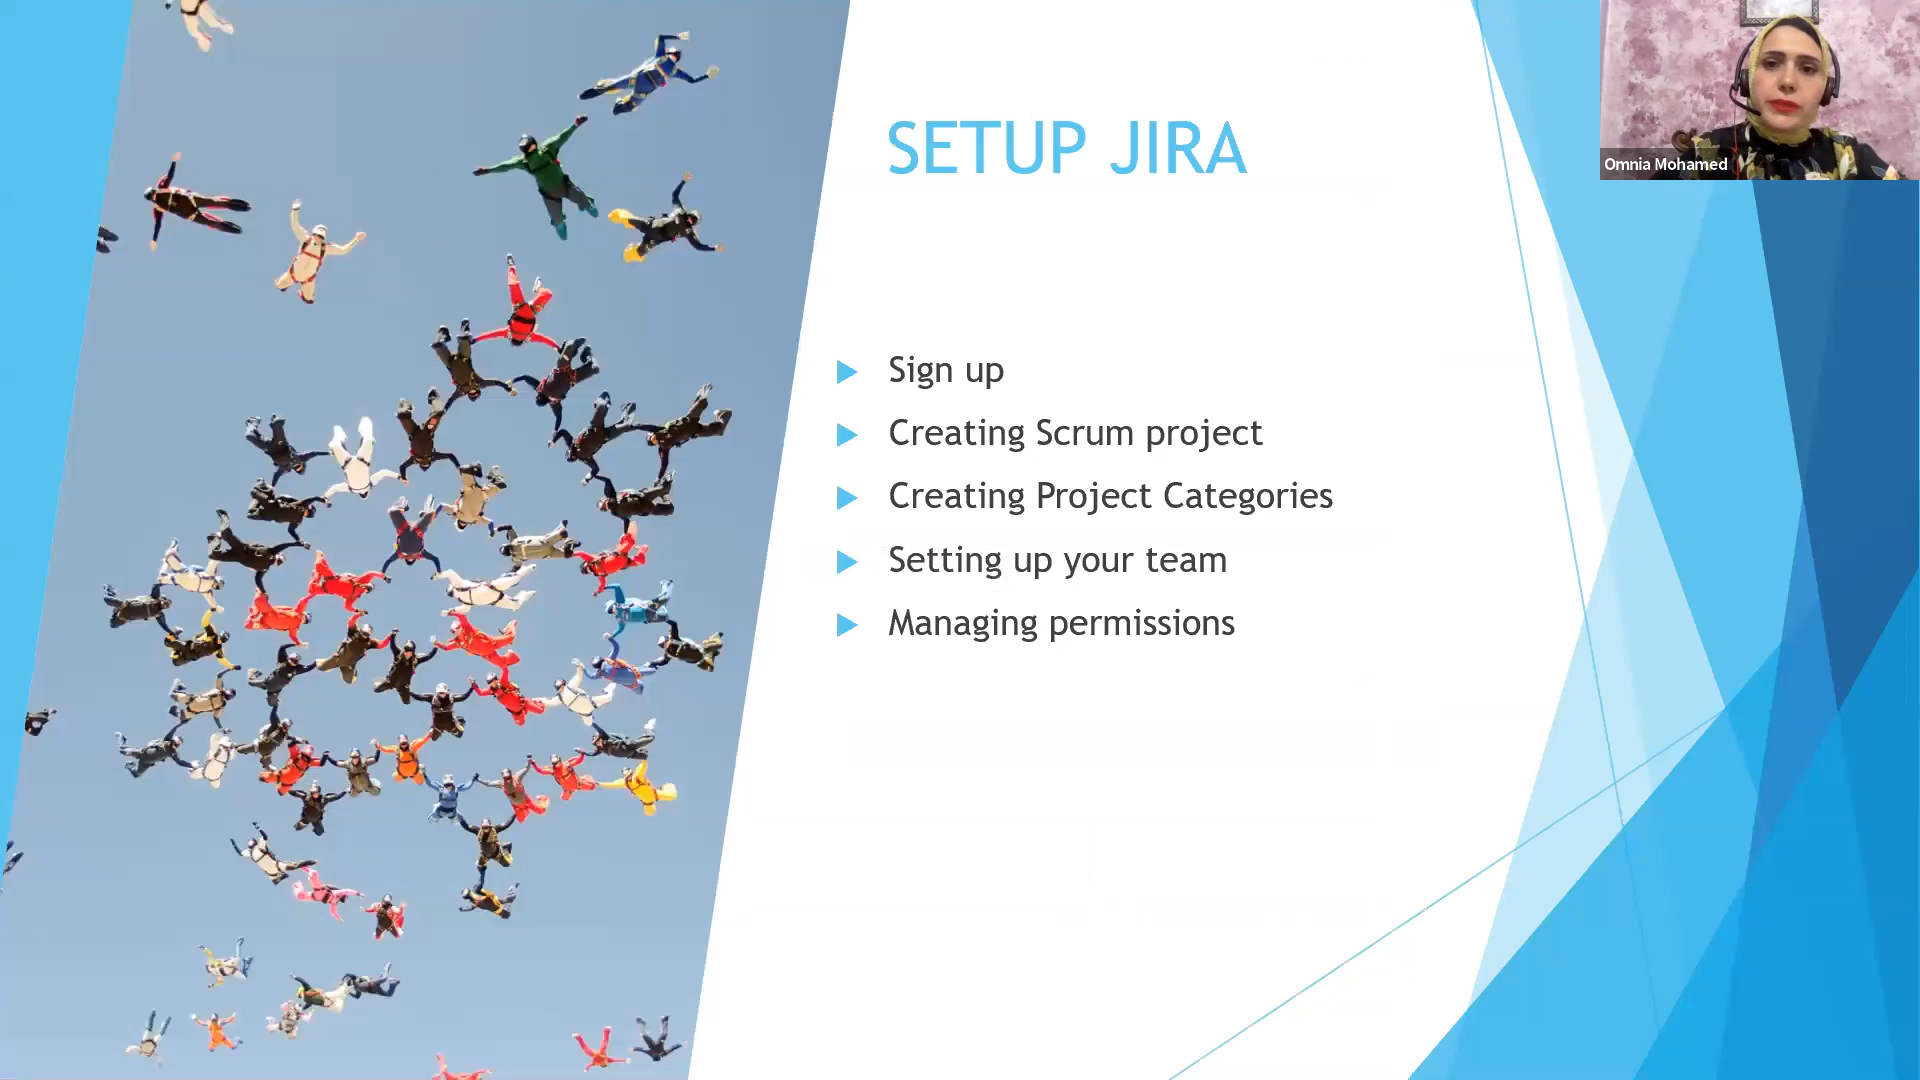 SETUP JIRA
Omnia Mohamed
Sign up
Creating Scrum project
Creating Project Categories
Setting up your team
Managing permissions